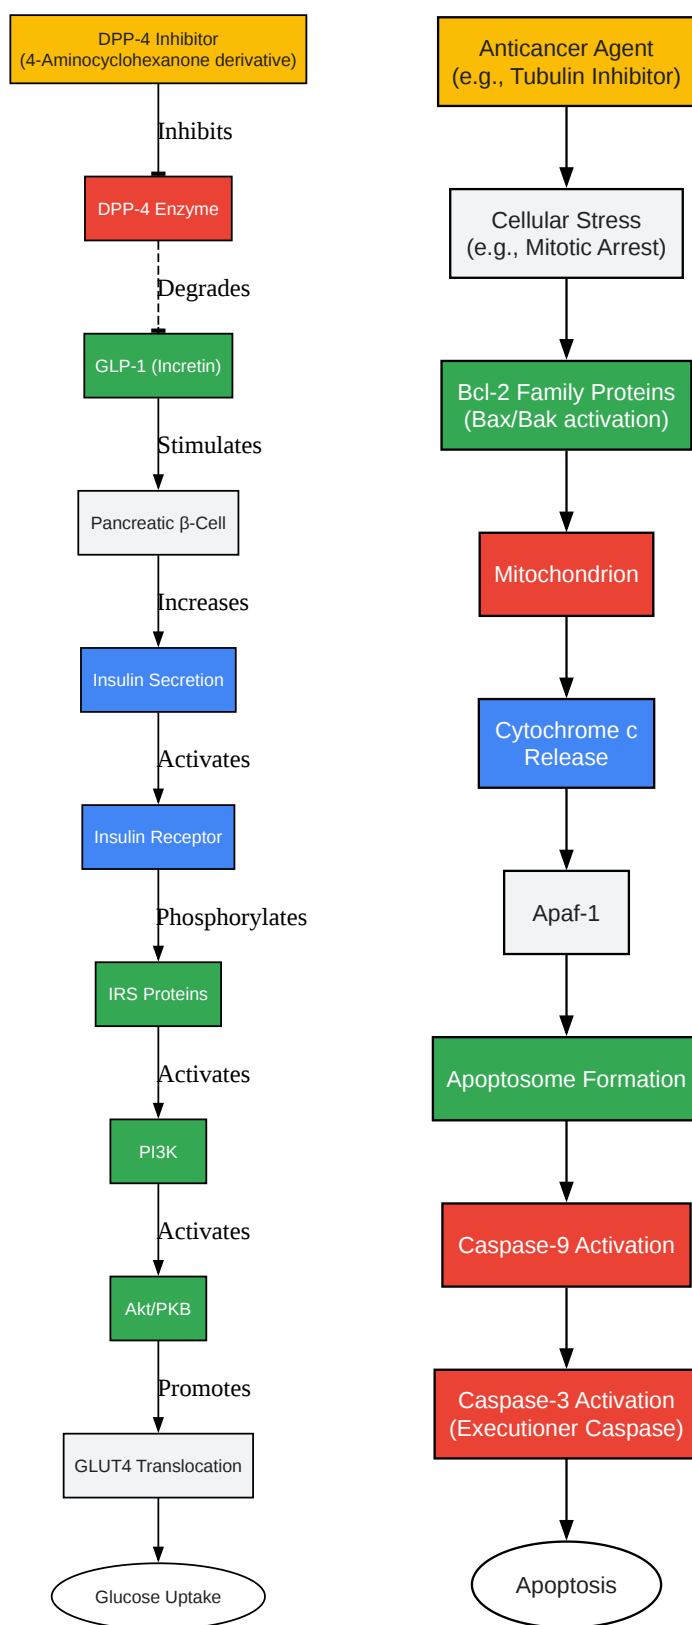 DPP-4 Inhibitor
(4-Aminocyclohexanone derivative)
Inhibits
DPP-4 Enzyme
Degrades
GLP-1 (Incretin)
Stimulates
Pancreatic β-Cell
Increases
Insulin Secretion
Activates
Insulin Receptor
Phosphorylates
IRS Proteins
Activates
PI3K
Activates
Akt/PKB
Promotes
GLUT4 Translocation
Glucose Uptake
Anticancer Agent
(e.g., Tubulin Inhibitor)
Cellular Stress
(e.g., Mitotic Arrest)
Bcl-2 Family Proteins
(Bax/Bak activation)
Mitochondrion
Cytochrome c
Release
Apaf-1
Apoptosome Formation
Caspase-9 Activation
Caspase-3 Activation
(Executioner Caspase)
Apoptosis